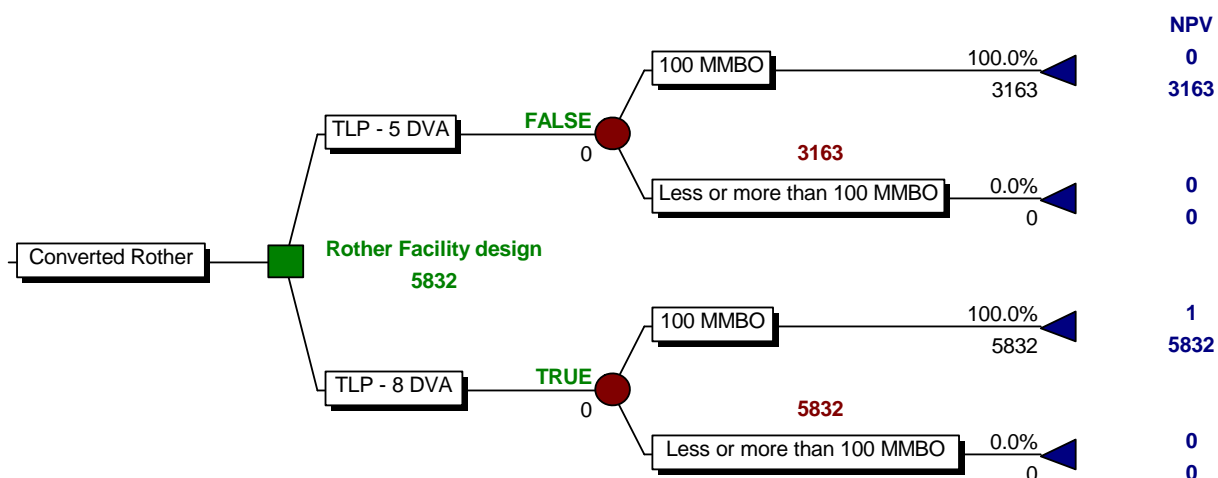 NPV
100 MMBO
100.0%
0
3163
3163
TLP - 5 DVA
FALSE
0
3163
Less or more than 100 MMBO
0.0%
0
0
0
Converted Rother
Rother Facility design
5832
100 MMBO
100.0%
1
5832
5832
TLP - 8 DVA
TRUE
0
5832
Less or more than 100 MMBO
0.0%
0
0
0